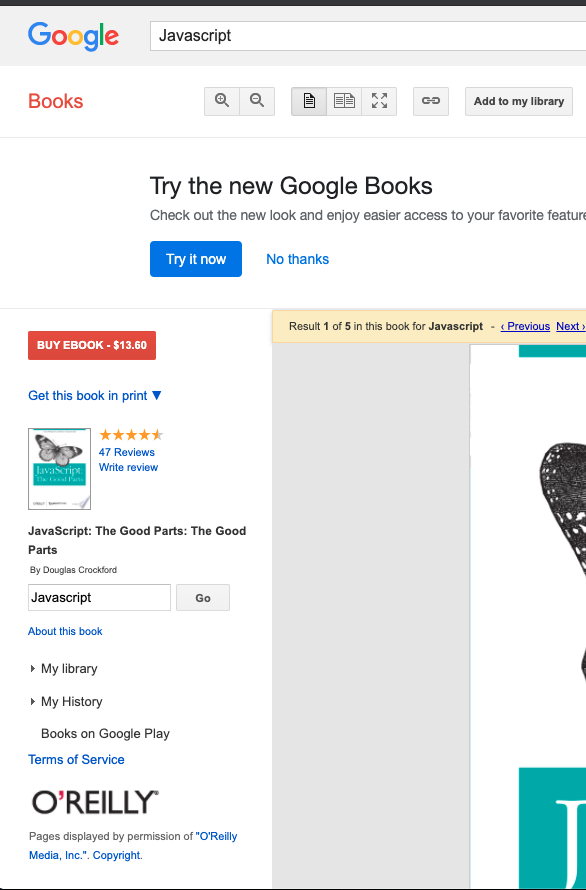 Google
Javascript
Books
Add to my library
Try the new Google Books
Check out the new look and enjoy easier access to your favorite feature
Try it now
No thanks
Result 1 of 5 in this book for Javascript - ‹ Previous Next ›
BUY EBOOK - $13.60
Get this book in print ▼
47 Reviews
Write review
JavaScript:
The Good Parts
JavaScript: The Good Parts: The Good
Parts
By Douglas Crockford
Javascript
Go
About this book
My library
My History
Books on Google Play
Terms of Service
O'REILLY
Pages displayed by permission of "O'Reilly
Media, Inc.". Copyright.